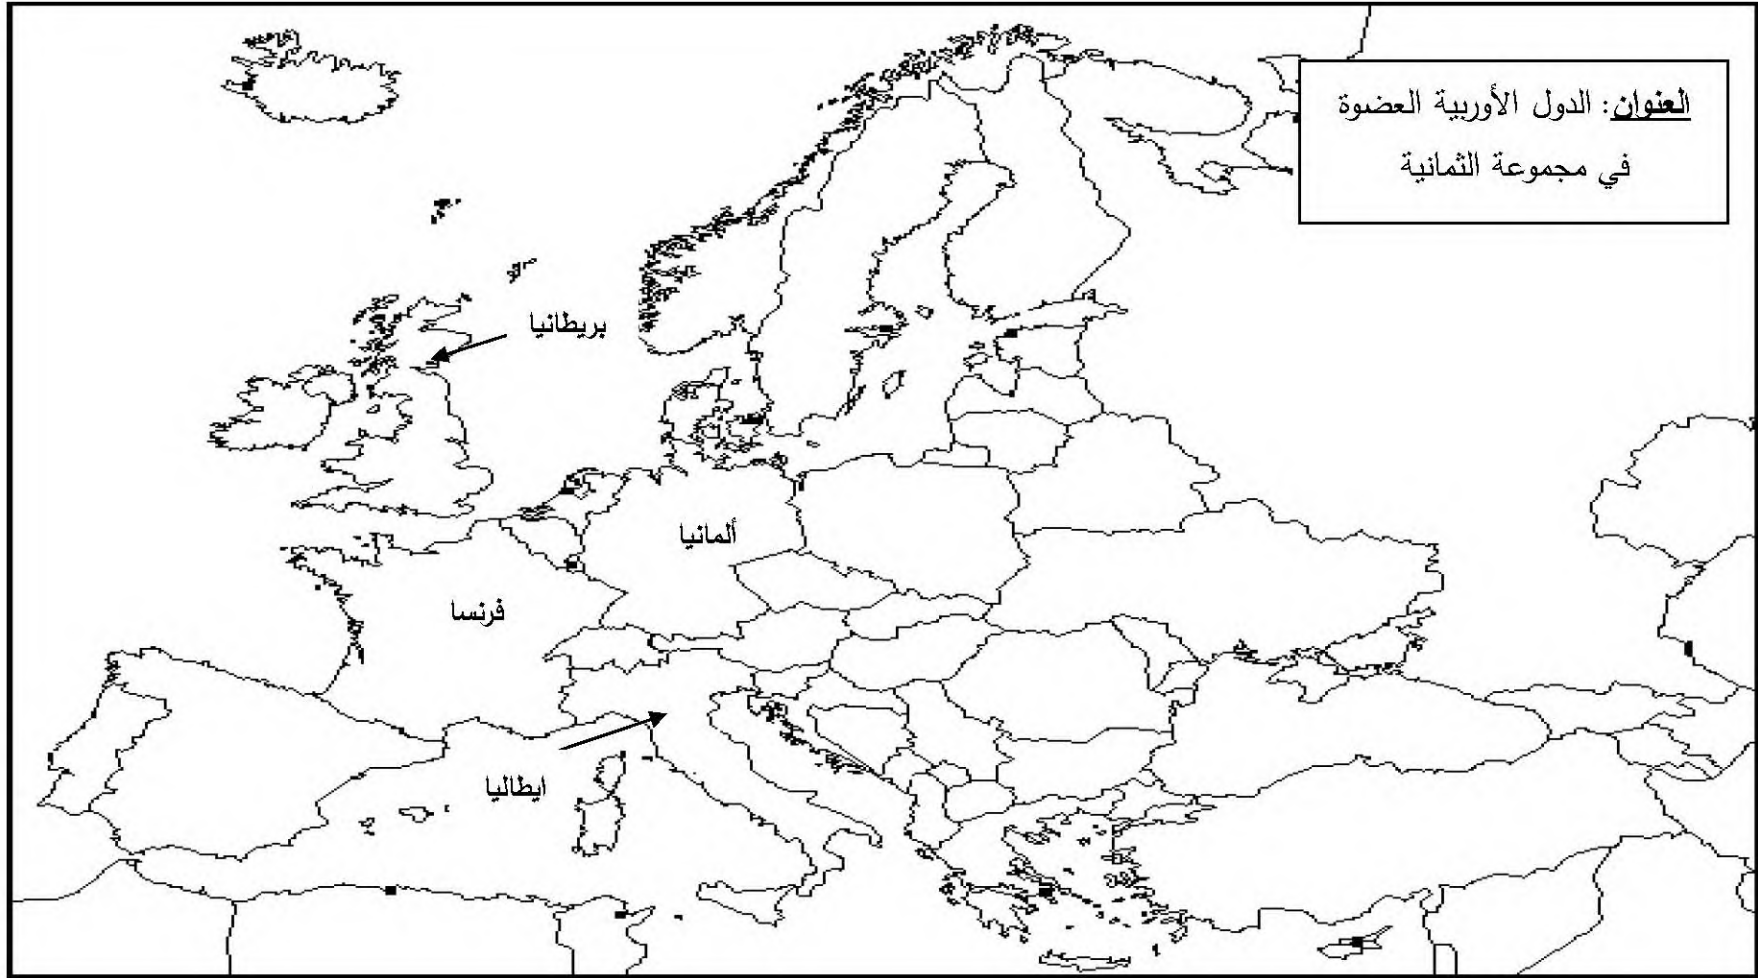 العنوان: الدول الأوربية العضوة
في مجموعة الثمانية
بريطانيا
ألمانيا
فرنسا
ايطاليا